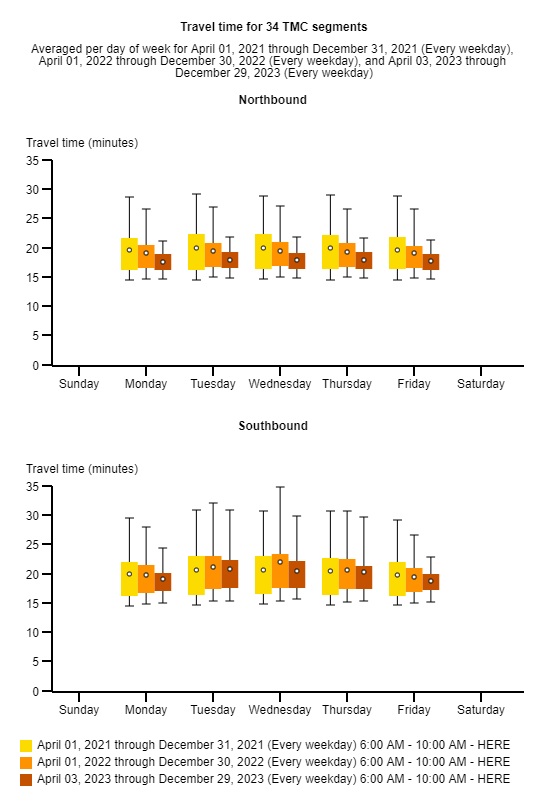 Travel time for 34 TMC segments
Averaged per day of week for April 01, 2021 through December 31, 2021 (Every weekday),
April 01, 2022 through December 30, 2022 (Every weekday), and April 03, 2023 through
December 29, 2023 (Every weekday)
Northbound
Travel time (minutes)
35
30
25
20
15
10
5
0
Sunday Monday Tuesday Wednesday Thursday Friday Saturday
Southbound
Travel time (minutes)
35
30
25
20
15
10
5
0
Sunday Monday Tuesday Wednesday Thursday Friday Saturday
April 01, 2021 through December 31, 2021 (Every weekday) 6:00 AM - 10:00 AM - HERE
April 01, 2022 through December 30, 2022 (Every weekday) 6:00 AM - 10:00 AM - HERE
April 03, 2023 through December 29, 2023 (Every weekday) 6:00 AM - 10:00 AM - HERE